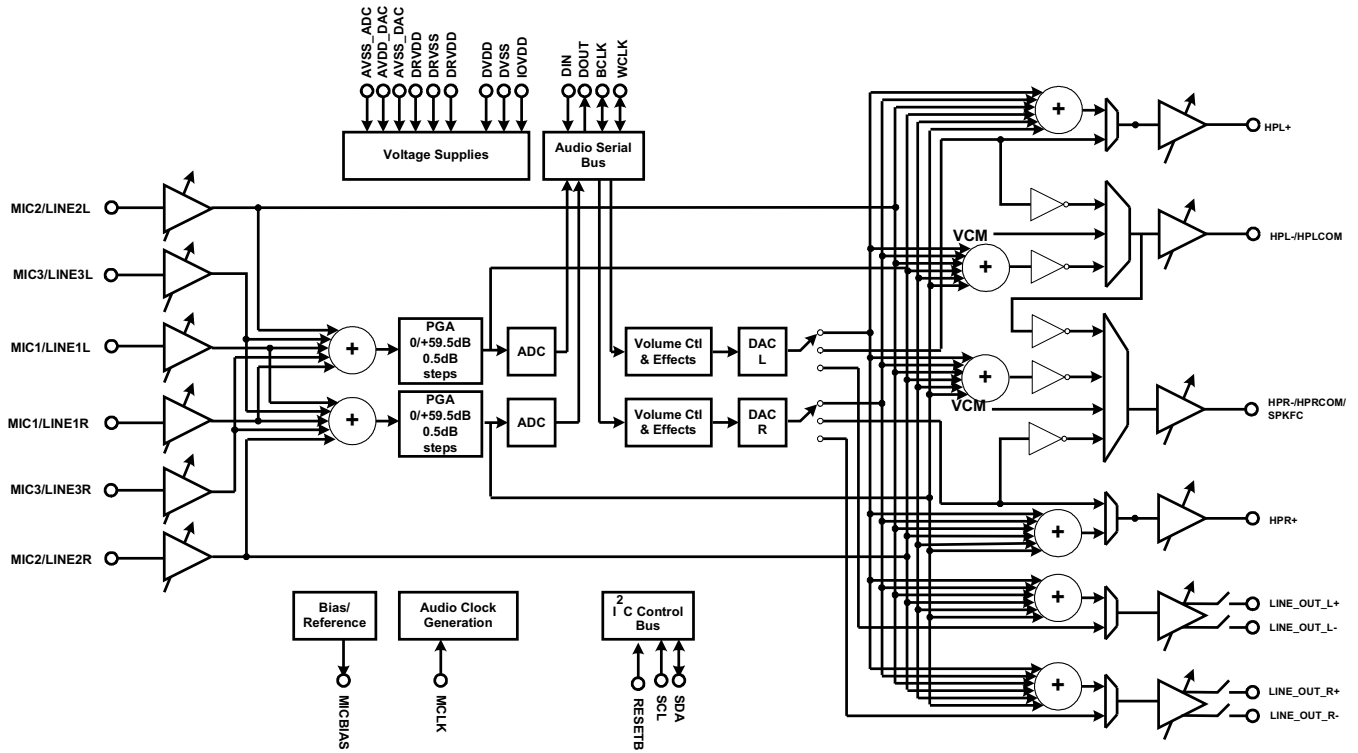 AVSS_ADC
AVDD_DAC
AVSS_DAC
DRVDD
DRVSS
DRVDD
DVDD
DVSS
IOVDD
DIN
DOUT
BCLK
WCLK
Voltage Supplies
Audio Serial
Bus
+
HPL+
MIC2/LINE2L
VCM
+
HPL-/HPLCOM
MIC3/LINE3L
MIC1/LINE1L
+
PGA
0/+59.5dB
0.5dB
steps
ADC
Volume Ctl
& Effects
DAC
L
+
VCM
HPR-/HPRCOM/
SPKFC
MIC1/LINE1R
+
PGA
0/+59.5dB
0.5dB
steps
ADC
Volume Ctl
& Effects
DAC
R
MIC3/LINE3R
+
HPR+
MIC2/LINE2R
Bias/
Reference
Audio Clock
Generation
I2C Control
Bus
+
LINE_OUT_L+
LINE_OUT_L-
MICBIAS
MCLK
RESETB
SCL
SDA
+
LINE_OUT_R+
LINE_OUT_R-